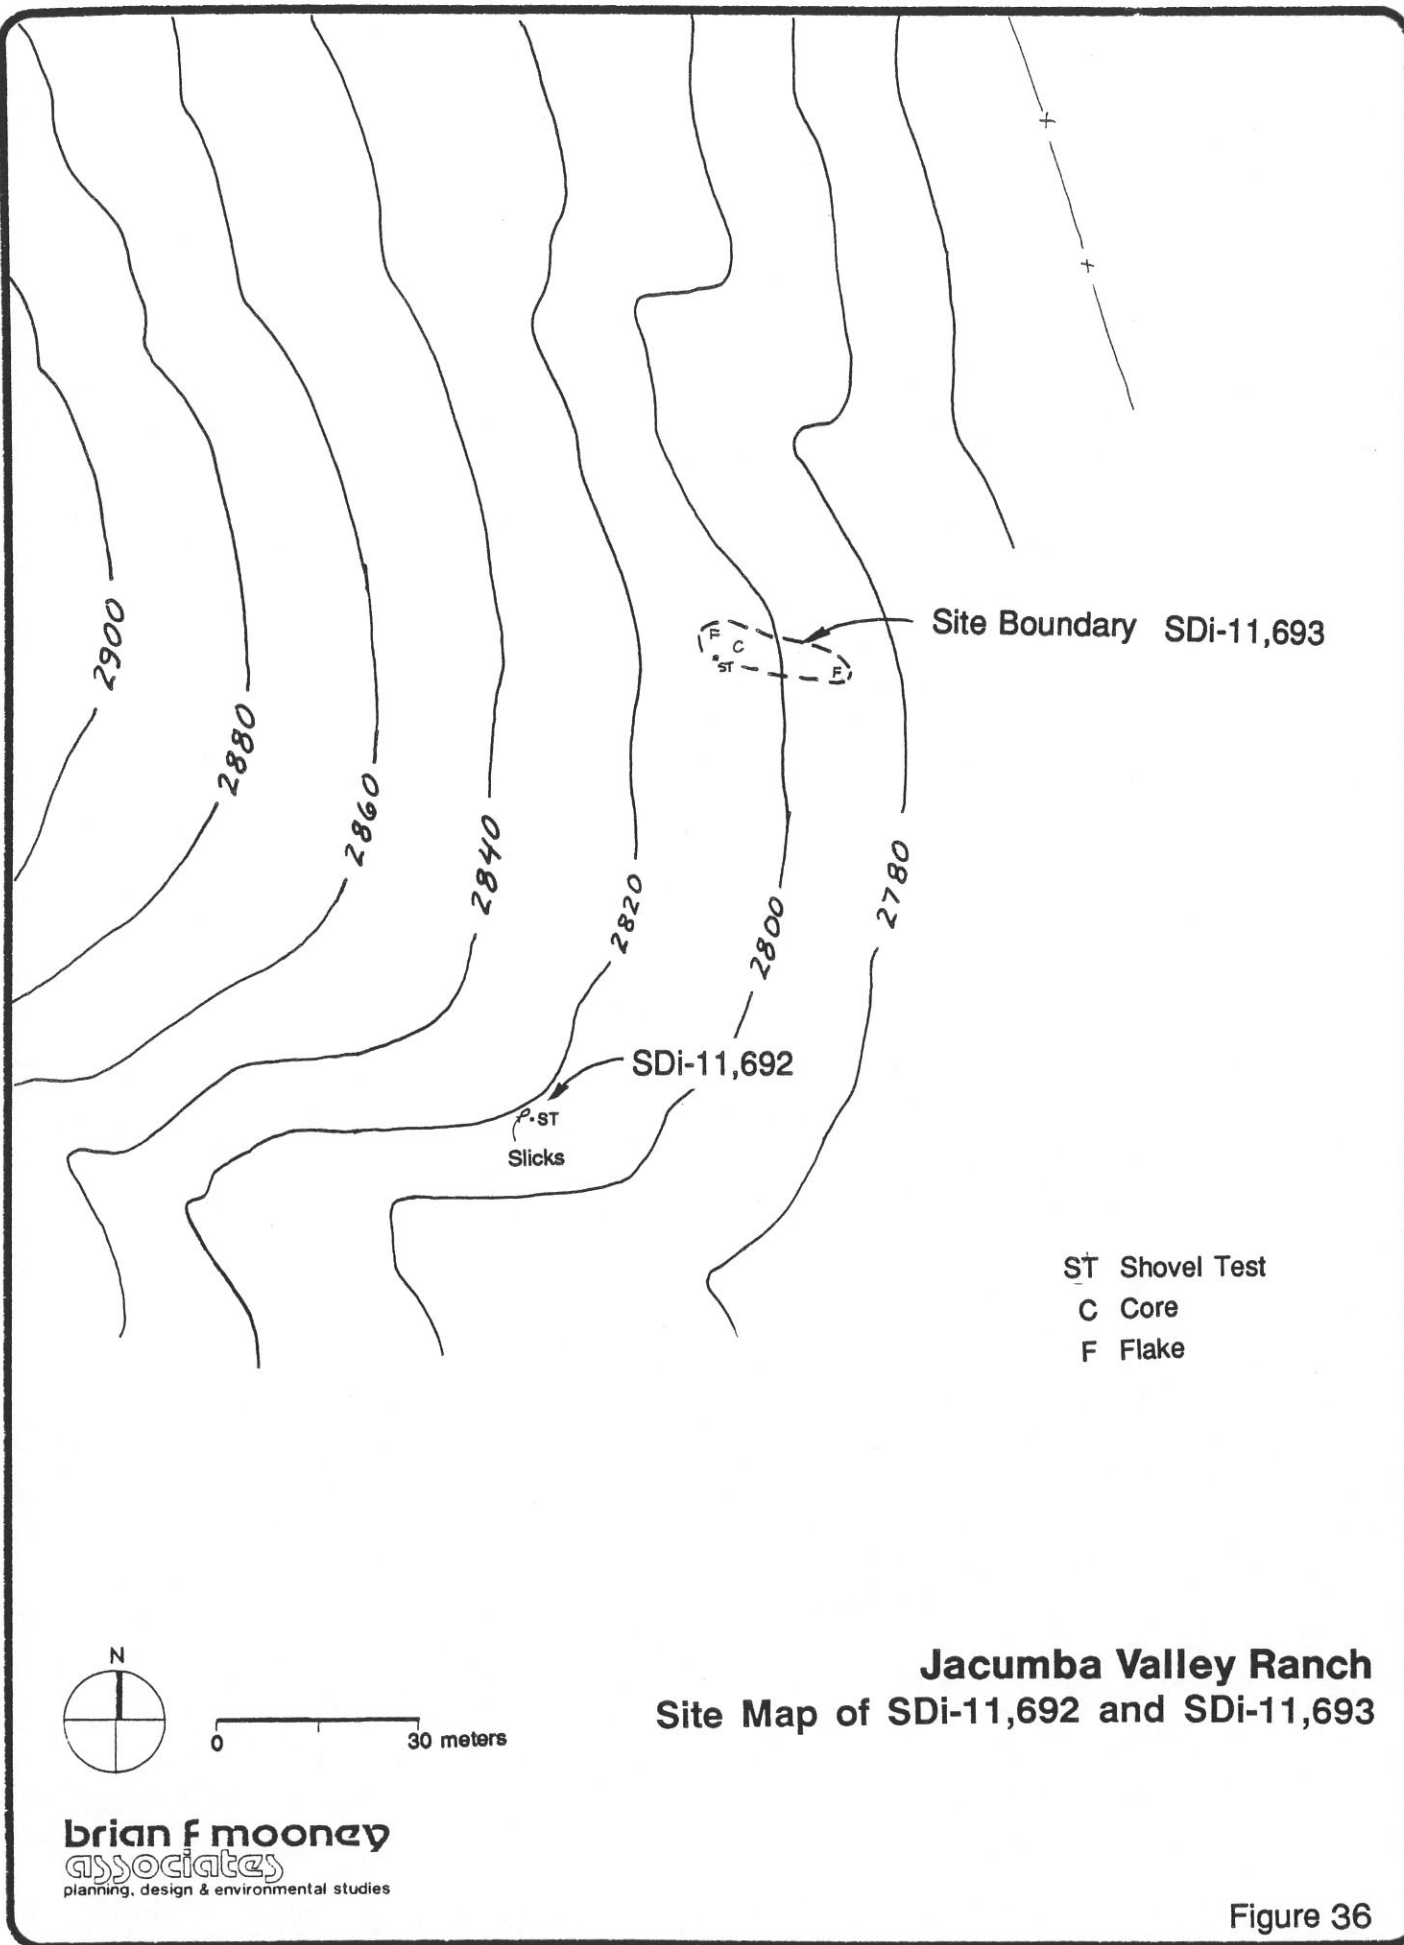 Site Boundary SDi-11,693
F
C
ST
F
2900
2880
2860
2840
2820
2800
2780
SDi-11,692
ST
Slicks
ST Shovel Test
C Core
F Flake
N
0 30 meters
Jacumba Valley Ranch
Site Map of SDi-11,692 and SDi-11,693
brian f mooney
associates
planning, design & environmental studies
Figure 36